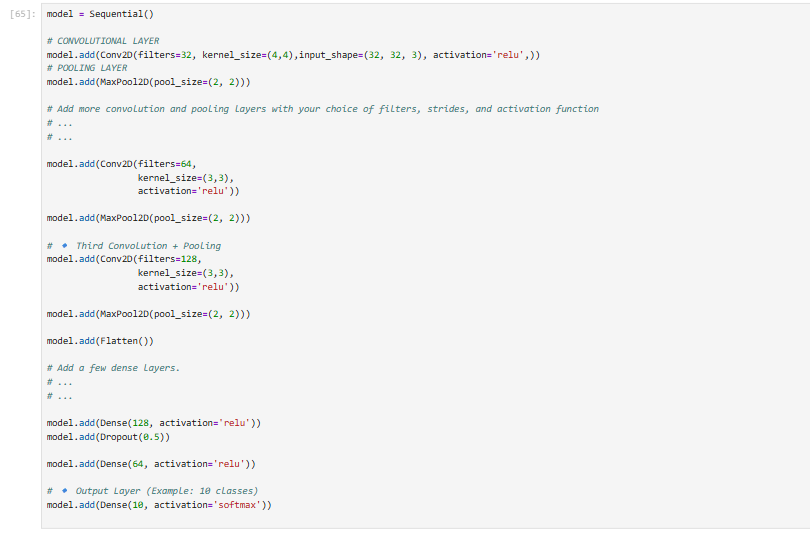 [65]: model = Sequential()
# CONVOLUTIONAL LAYER
model.add(Conv2D(filters=32, kernel_size=(4,4),input_shape=(32, 32, 3), activation='relu',))
# POOLING LAYER
model.add(MaxPool2D(pool_size=(2, 2)))
# Add more convolution and pooling layers with your choice of filters, strides, and activation function
# ...
# ...
model.add(Conv2D(filters=64,
kernel_size=(3,3),
activation='relu'))
model.add(MaxPool2D(pool_size=(2, 2)))
# 🔹 Third Convolution + Pooling
model.add(Conv2D(filters=128,
kernel_size=(3,3),
activation='relu'))
model.add(MaxPool2D(pool_size=(2, 2)))
model.add(Flatten())
# Add a few dense layers.
# ...
# ...
model.add(Dense(128, activation='relu'))
model.add(Dropout(0.5))
model.add(Dense(64, activation='relu'))
# 🔹 Output Layer (Example: 10 classes)
model.add(Dense(10, activation='softmax'))